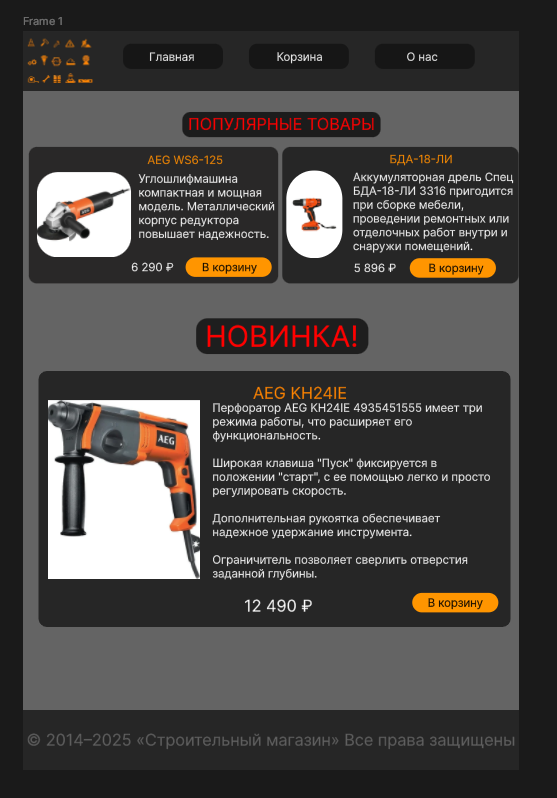 Frame 1
Главная
Корзина
О нас
ПОПУЛЯРНЫЕ ТОВАРЫ
AEG WS6-125
Углошлифмашина
компактная и мощная
модель. Металлический
корпус редуктора
повышает надежность.
6 290 ₽
В корзину
БДА-18-ЛИ
Аккумуляторная дрель Спец
БДА-18-ЛИ 3316 пригодится
при сборке мебели,
проведении ремонтных или
отделочных работ внутри и
снаружи помещений.
5 896 ₽
В корзину
НОВИНКА!
AEG KH24IE
AEG
Перфоратор AEG KH24IE 4935451555 имеет три
режима работы, что расширяет его
функциональность.
Широкая клавиша "Пуск" фиксируется в
положении "старт", с ее помощью легко и просто
регулировать скорость.
Дополнительная рукоятка обеспечивает
надежное удержание инструмента.
Ограничитель позволяет сверлить отверстия
заданной глубины.
12 490 ₽
В корзину
© 2014–2025 «Строительный магазин» Все права защищены